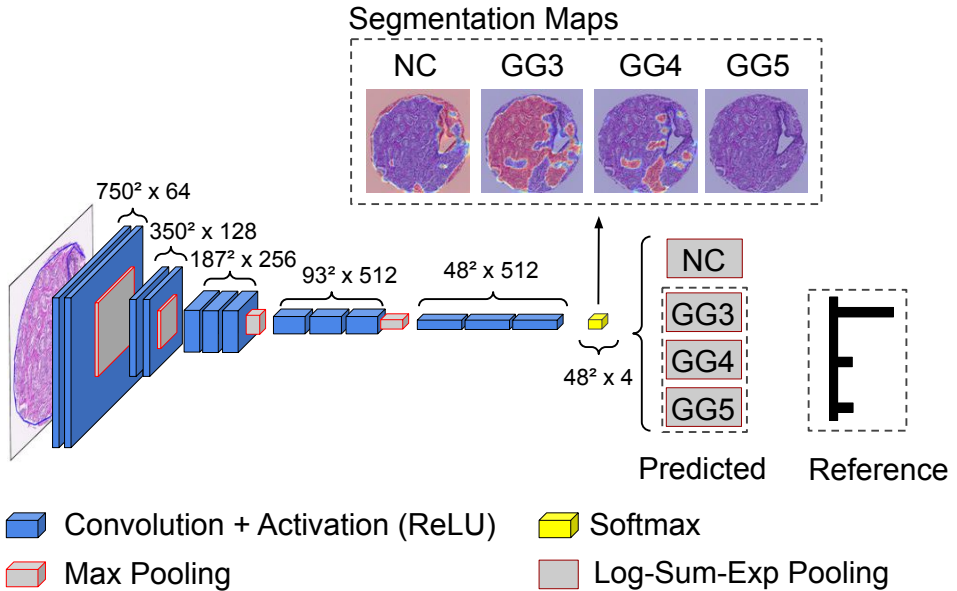 Segmentation Maps
NC GG3 GG4 GG5
750² x 64
350² x 128
187² x 256
93² x 512
48² x 512
48² x 4
NC
GG3
GG4
GG5
Predicted Reference
Convolution + Activation (ReLU) Softmax
Max Pooling Log-Sum-Exp Pooling